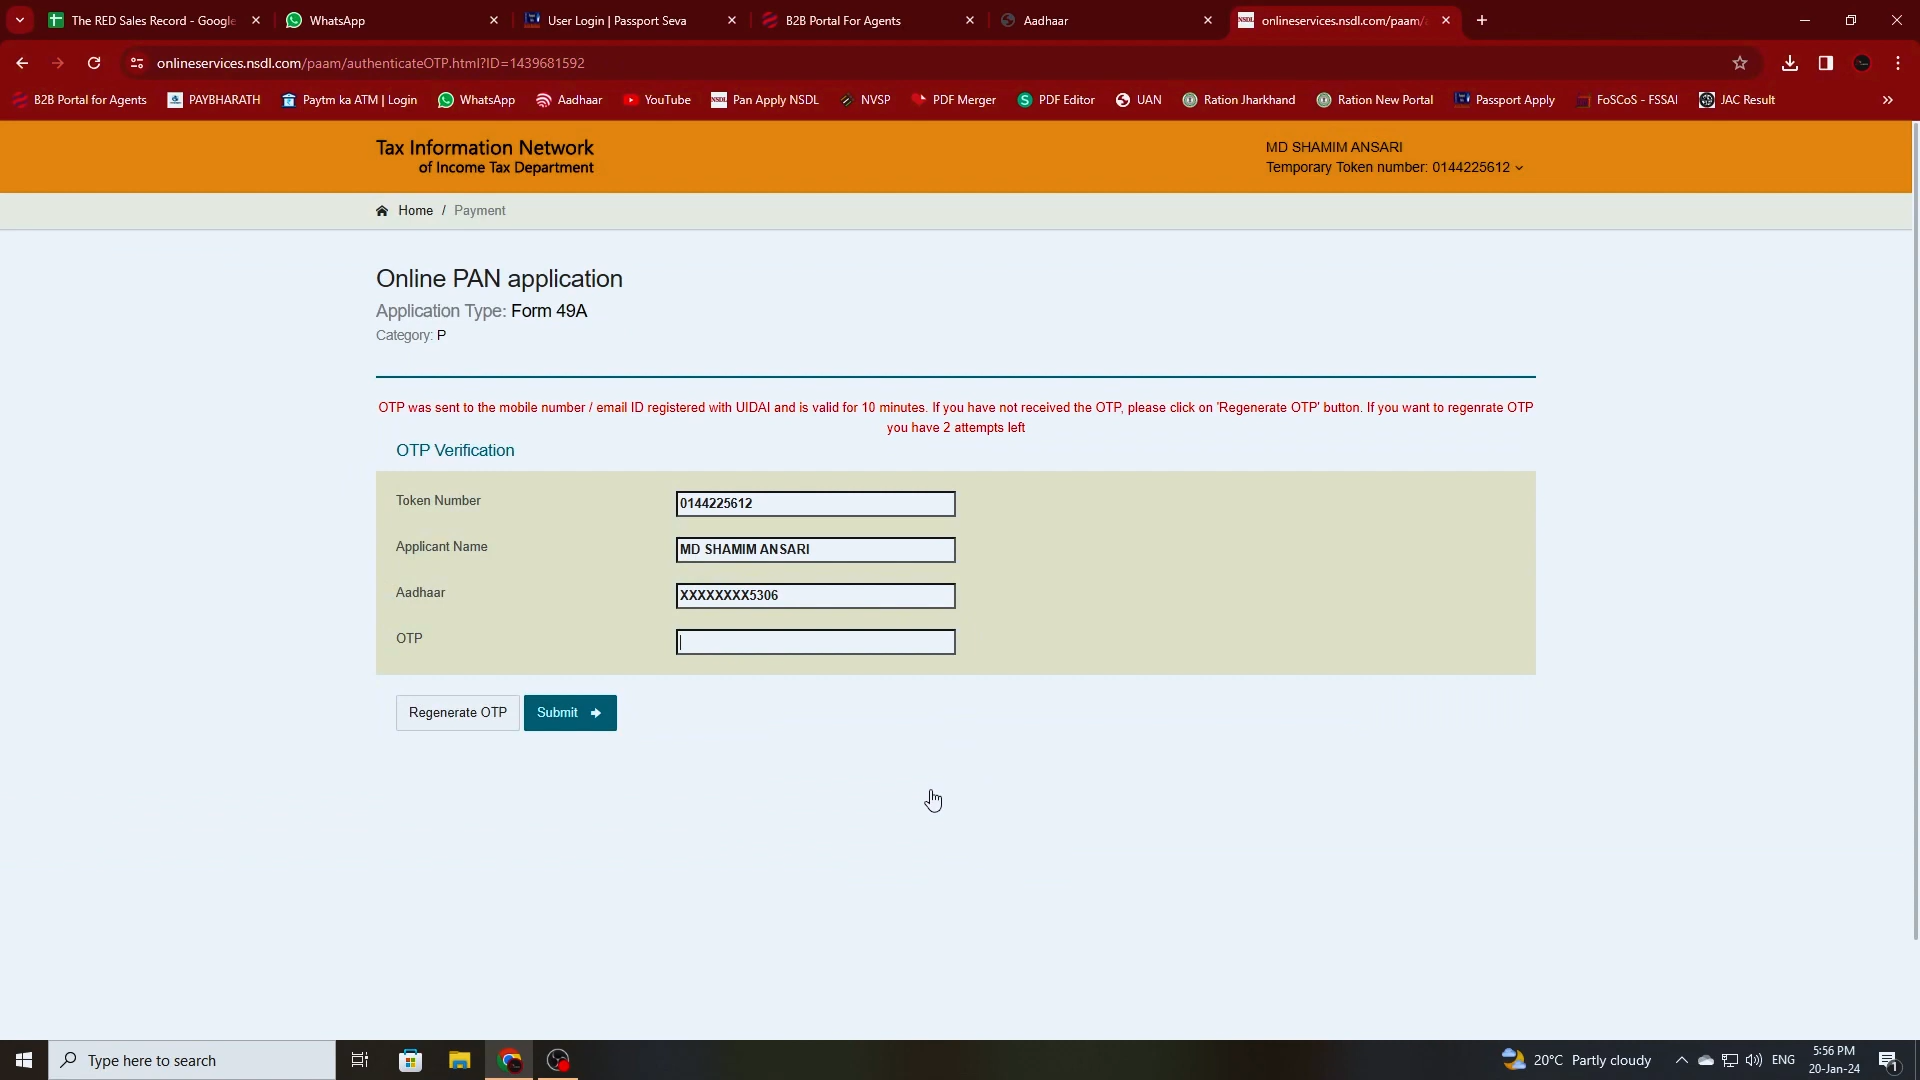 The RED Sales Record - Google
WhatsApp
User Login | Passport Seva
B2B Portal For Agents
Aadhaar
NSDL
onlineservices.nsdl.com/paam/
onlineservices.nsdl.com/paam/authenticateOTP.html?ID=1439681592
B2B Portal for Agents
PAYBHARATH
Paytm ka ATM | Login
WhatsApp
Aadhaar
YouTube
NSDL
Pan Apply NSDL
NVSP
PDF Merger
PDF Editor
UAN
Ration Jharkhand
Ration New Portal
Passport Apply
FoSCoS - FSSAI
JAC Result
Tax Information Network
of Income Tax Department
MD SHAMIM ANSARI
Temporary Token number: 0144225612
Home / Payment
Online PAN application
Application Type: Form 49A
Category: P
OTP was sent to the mobile number / email ID registered with UIDAI and is valid for 10 minutes. If you have not received the OTP, please click on 'Regenerate OTP' button. If you want to regenrate OTP
you have 2 attempts left
OTP Verification
Token Number
0144225612
Applicant Name
MD SHAMIM ANSARI
Aadhaar
XXXXXXXX5306
OTP
Regenerate OTP
Submit
Type here to search
20°C Partly cloudy
ENG
5:56 PM
20-Jan-24
1